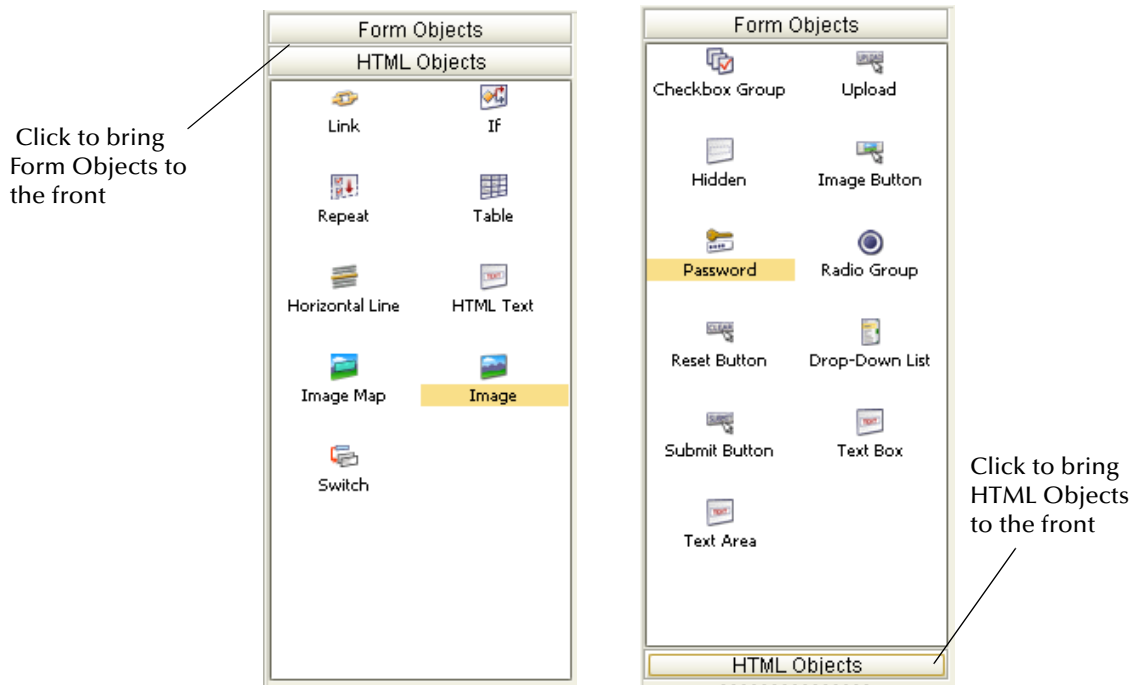 Click to bring
Form Objects to
the front
Form Objects
HTML Objects
Link If
Repeat Table
Horizontal Line HTML Text
Image Map Image
Switch
Form Objects
Checkbox Group Upload
Hidden Image Button
Password Radio Group
Reset Button Drop-Down List
Submit Button Text Box
Text Area
HTML Objects
Click to bring
HTML Objects
to the front